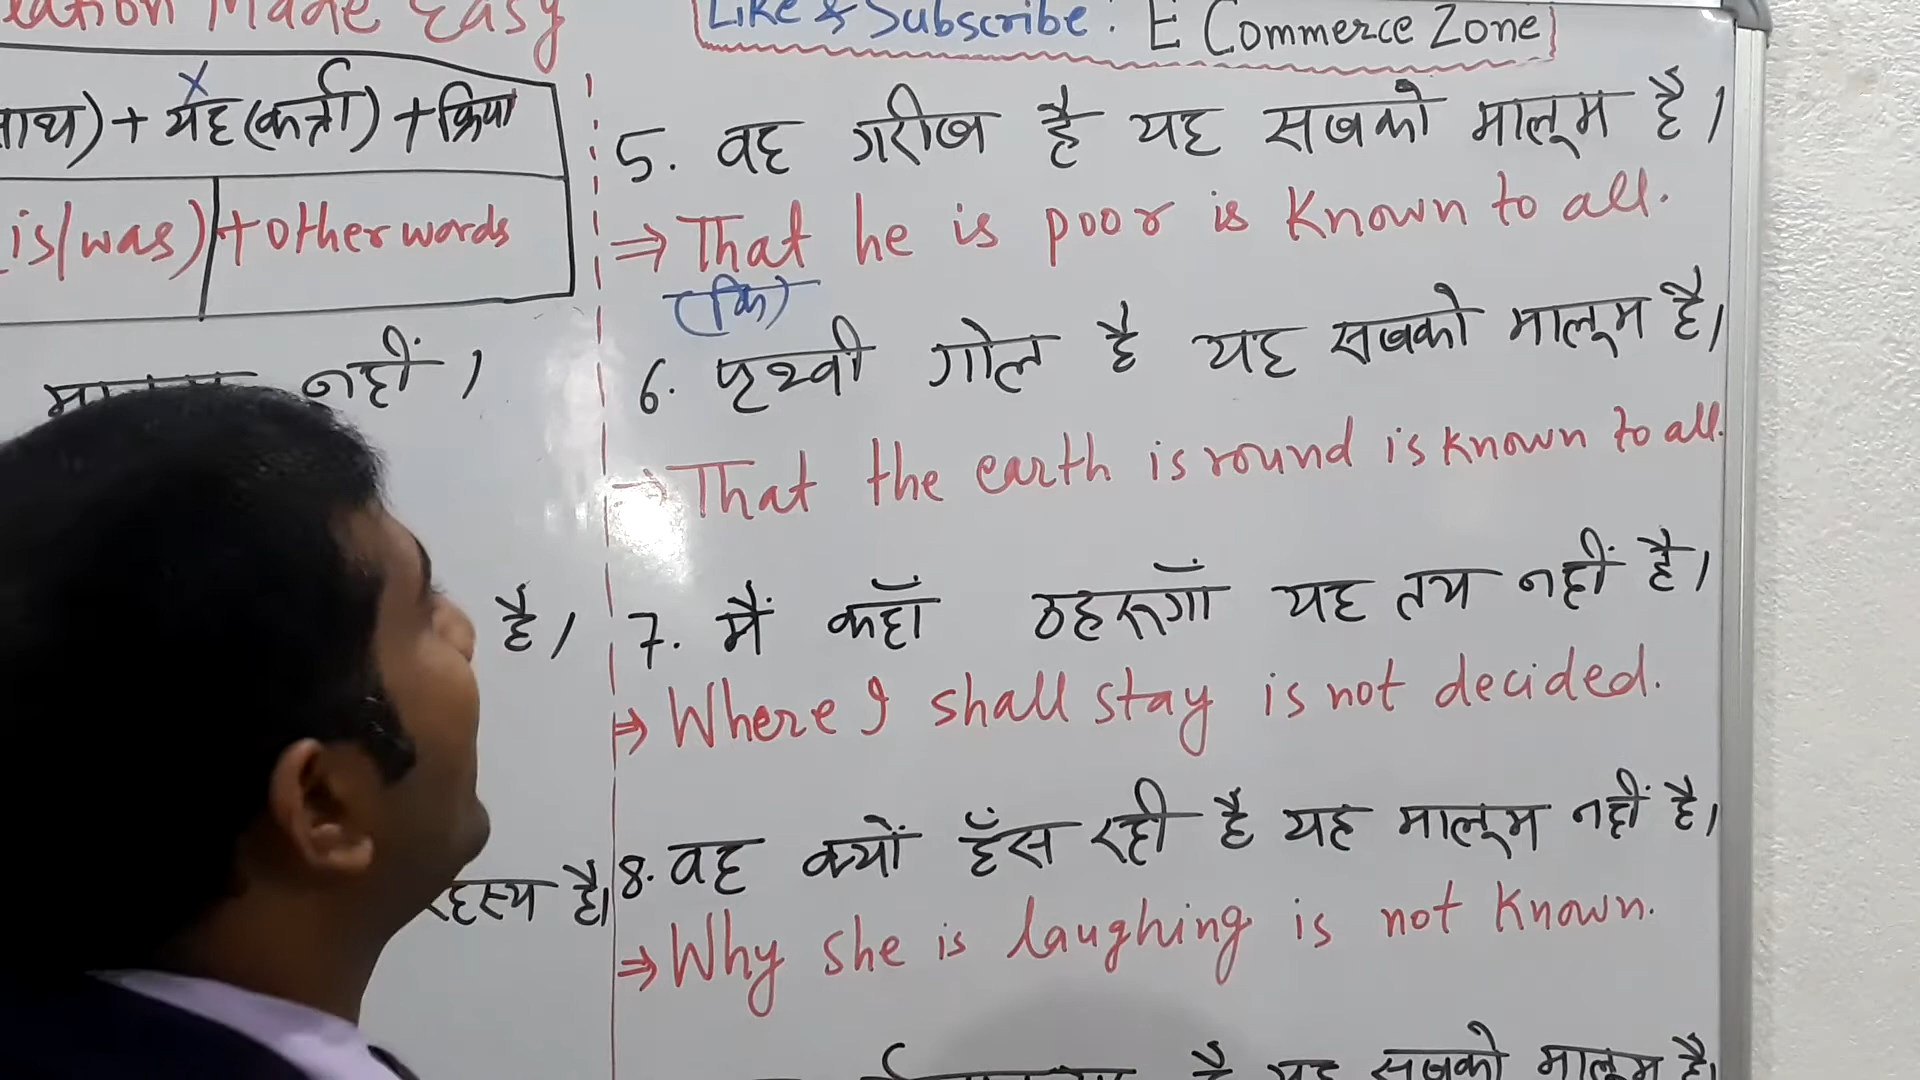 Made Easy
Like & Subscribe : E Commerce Zone
x
+ यह (कर्त्ता) + क्रिया
is/was) + other words
नहीं ।
है ।
रहस्य है।
5. वह गरीब है यह सबको मालूम है ।
⇒ That he is poor is known to all.
(कि)
6. पृथ्वी गोल है यह सबको मालूम है।
→ That the earth is round is known to all.
7. मैं कहाँ ठहरूगाँ यह तय नहीं है।
⇒ Where I shall stay is not decided.
8. वह क्यों हँस रही है यह मालूम नहीं है।
⇒ Why she is laughing is not known.
है यह सबको मालूम है।